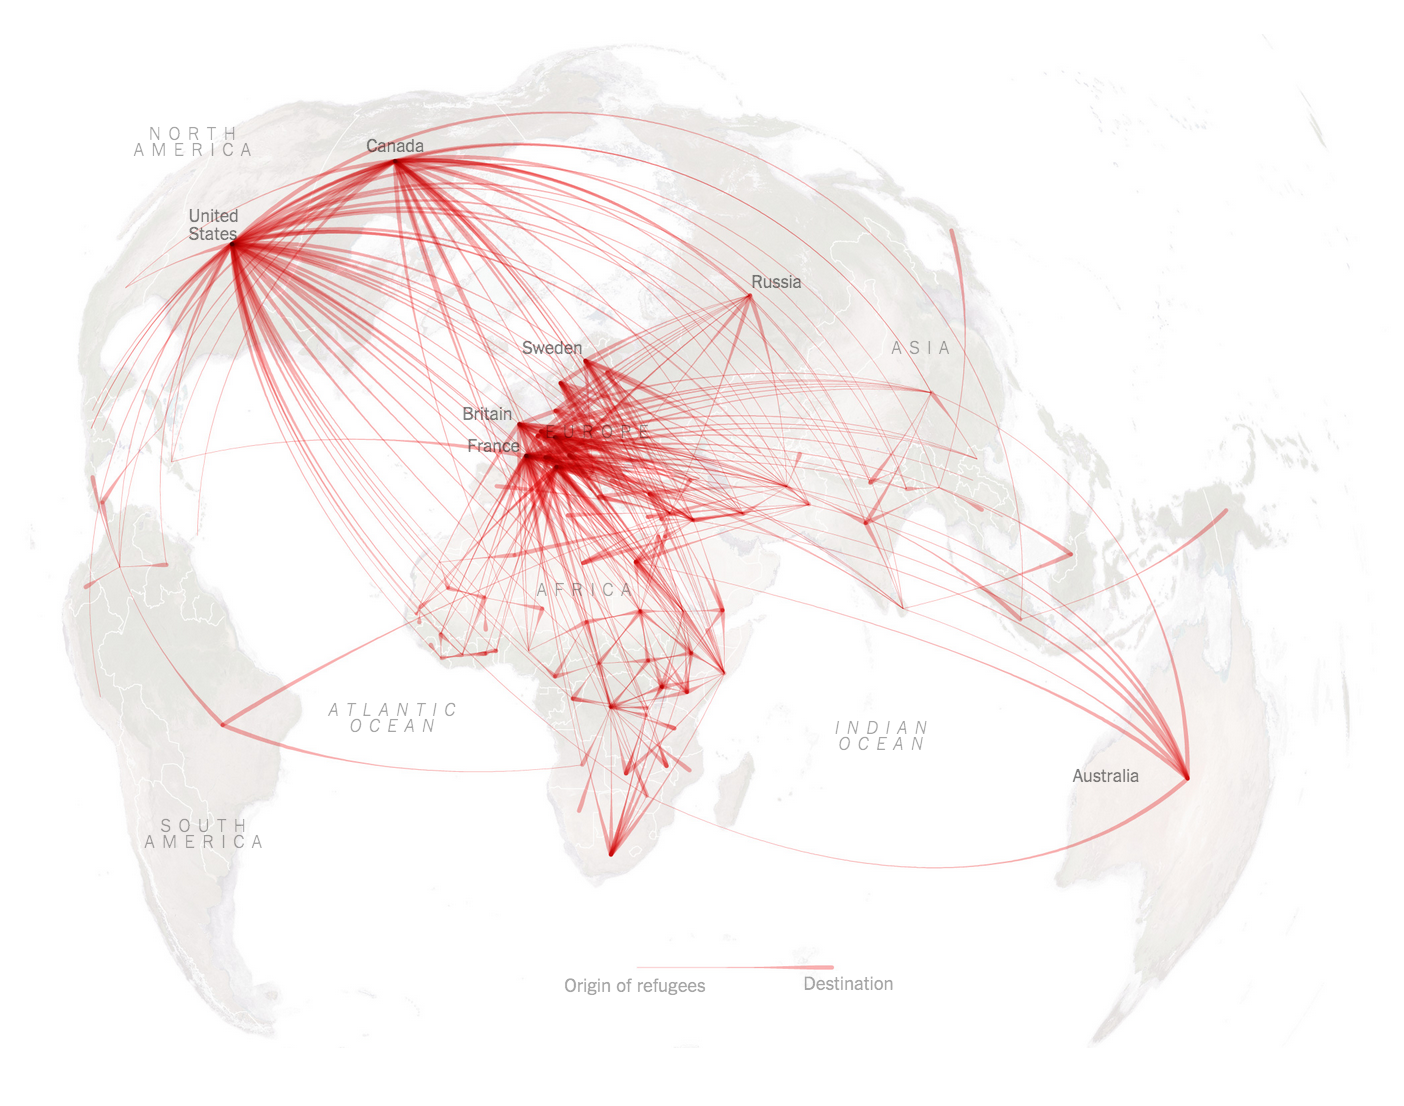 NORTH
AMERICA
Canada
United
States
Russia
Sweden
ASIA
Britain
EUROPE
France
AFRICA
ATLANTIC
OCEAN
INDIAN
OCEAN
Australia
SOUTH
AMERICA
Origin of refugees
Destination